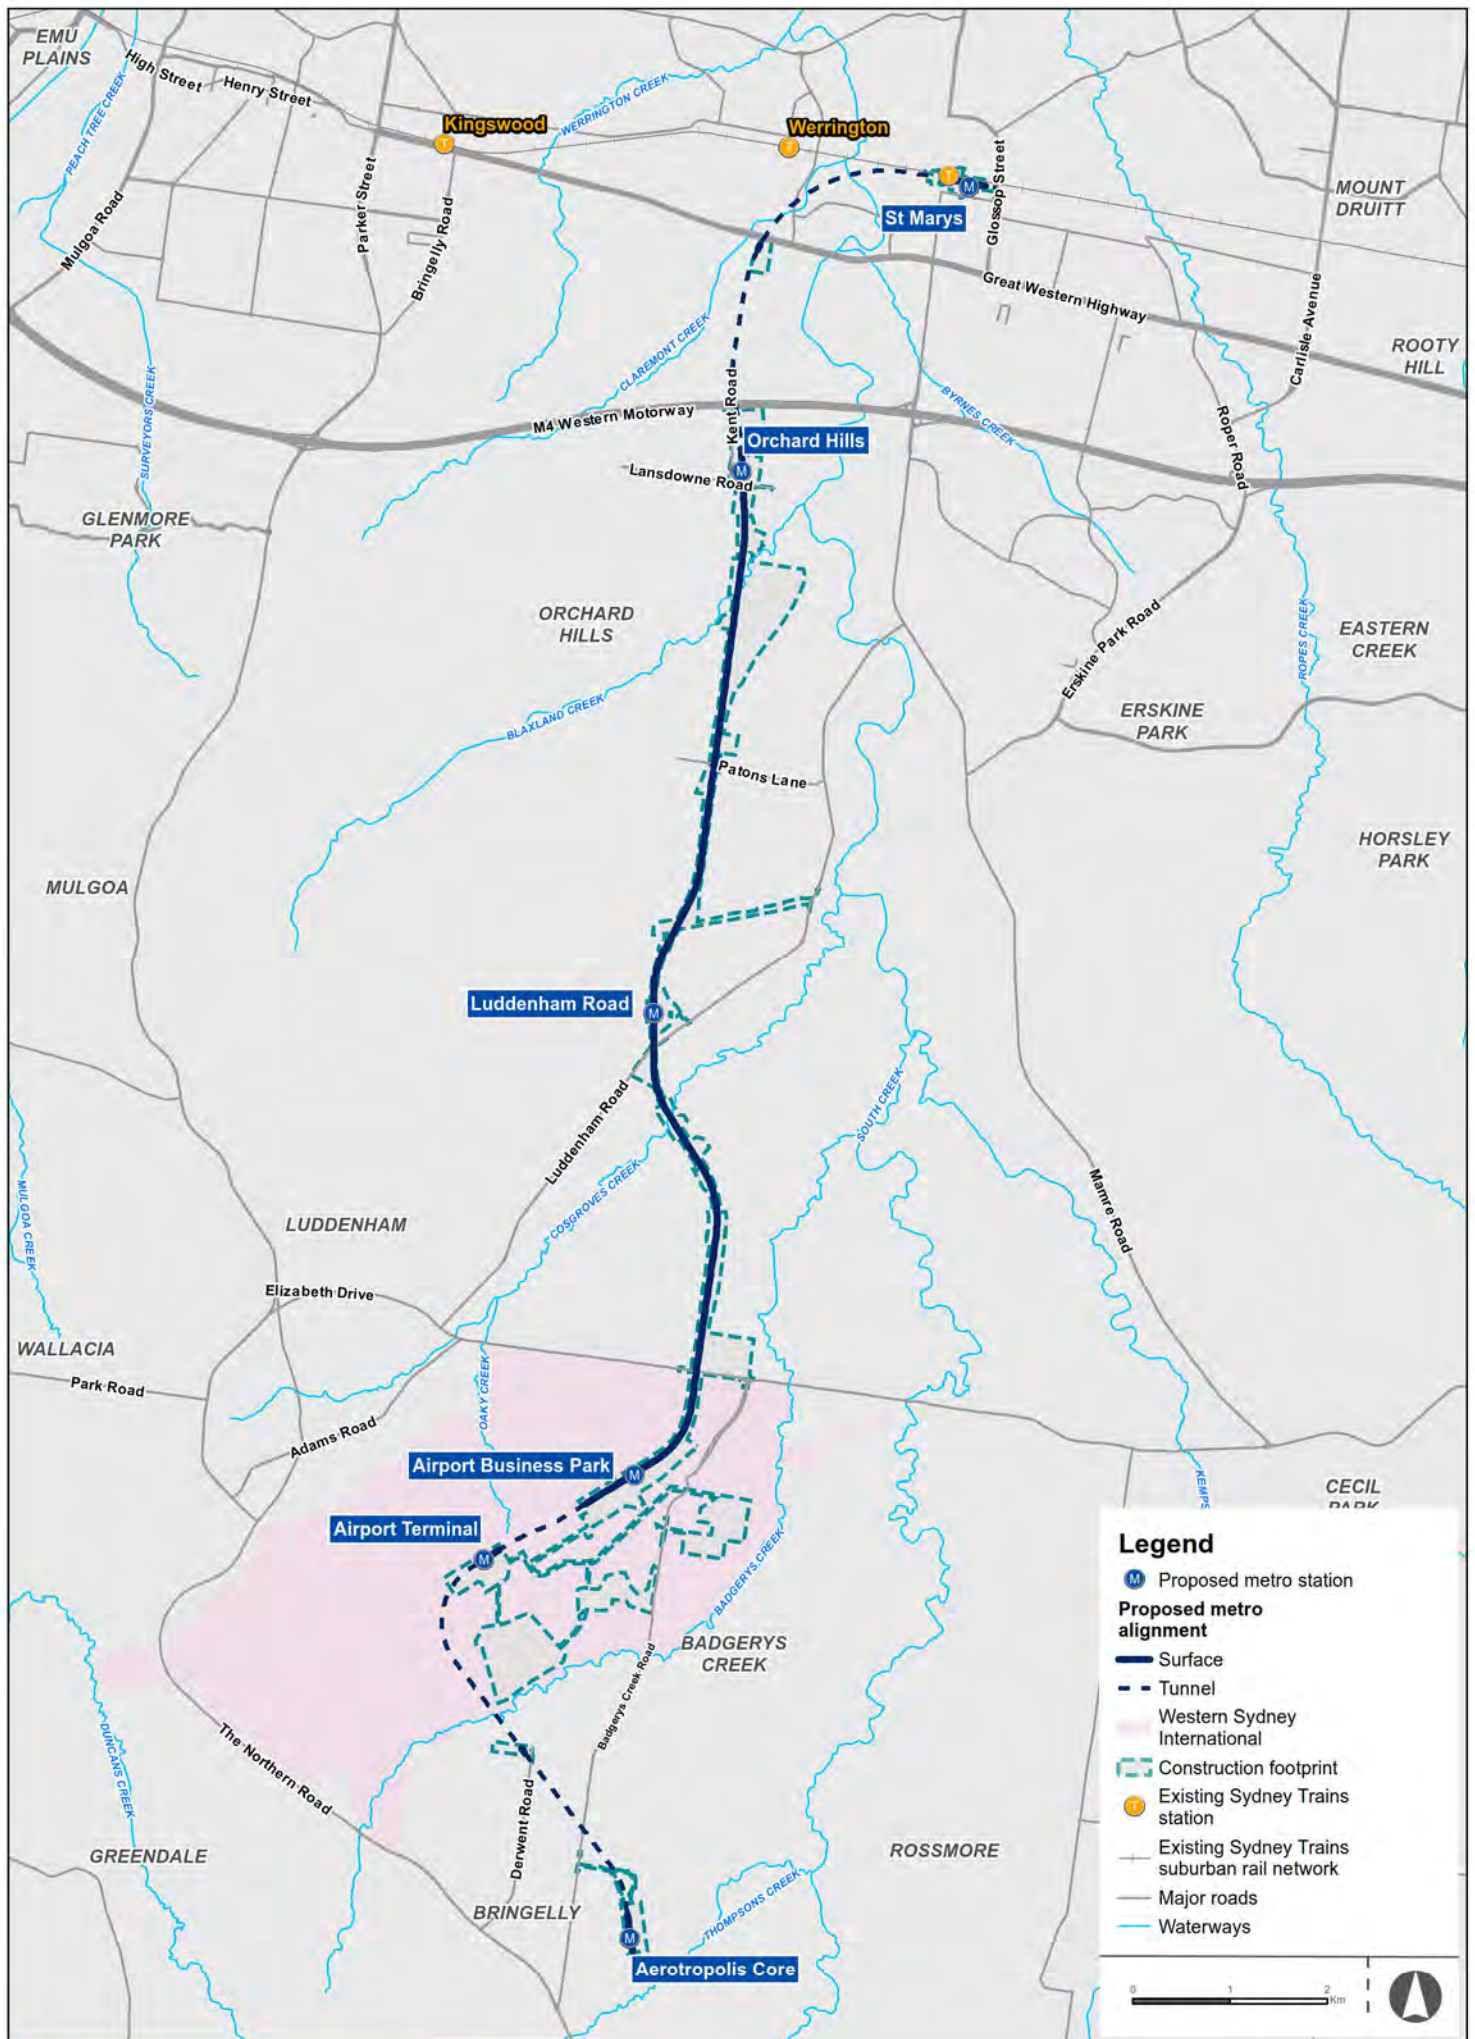 EMU
PLAINS
High Street
Henry Street
PEACH TREE CREEK
Kingswood
WERRINGTON CREEK
Werrington
T
T
T
M
St Marys
Glossop Street
MOUNT
DRUITT
Mulgoa Road
Parker Street
Bringelly Road
Great Western Highway
Carlisle Avenue
ROOTY
HILL
CLAREMONT CREEK
SURVEYORS CREEK
Kent Road
M4 Western Motorway
BYRNES CREEK
Roper Road
Orchard Hills
M
Lansdowne Road
GLENMORE
PARK
ORCHARD
HILLS
Erskine Park Road
ROPES CREEK
EASTERN
CREEK
BLAXLAND CREEK
ERSKINE
PARK
Patons Lane
HORSLEY
PARK
MULGOA
Luddenham Road
M
Luddenham Road
SOUTH CREEK
COSGROVES CREEK
MULGOA CREEK
Mamre Road
LUDDENHAM
Elizabeth Drive
WALLACIA
Park Road
OAKY CREEK
Adams Road
Airport Business Park
M
KEMPS
CECIL
PARK
Airport Terminal
M
BADGERYS CREEK
BADGERYS
CREEK
Badgerys Creek Road
DUNCANS CREEK
The Northern Road
Derwent Road
GREENDALE
ROSSMORE
BRINGELLY
THOMPSONS CREEK
M
Aerotropolis Core
Legend
M Proposed metro station
Proposed metro
alignment
Surface
Tunnel
Western Sydney
International
Construction footprint
T Existing Sydney Trains
station
Existing Sydney Trains
suburban rail network
Major roads
Waterways
0 1 2
Km